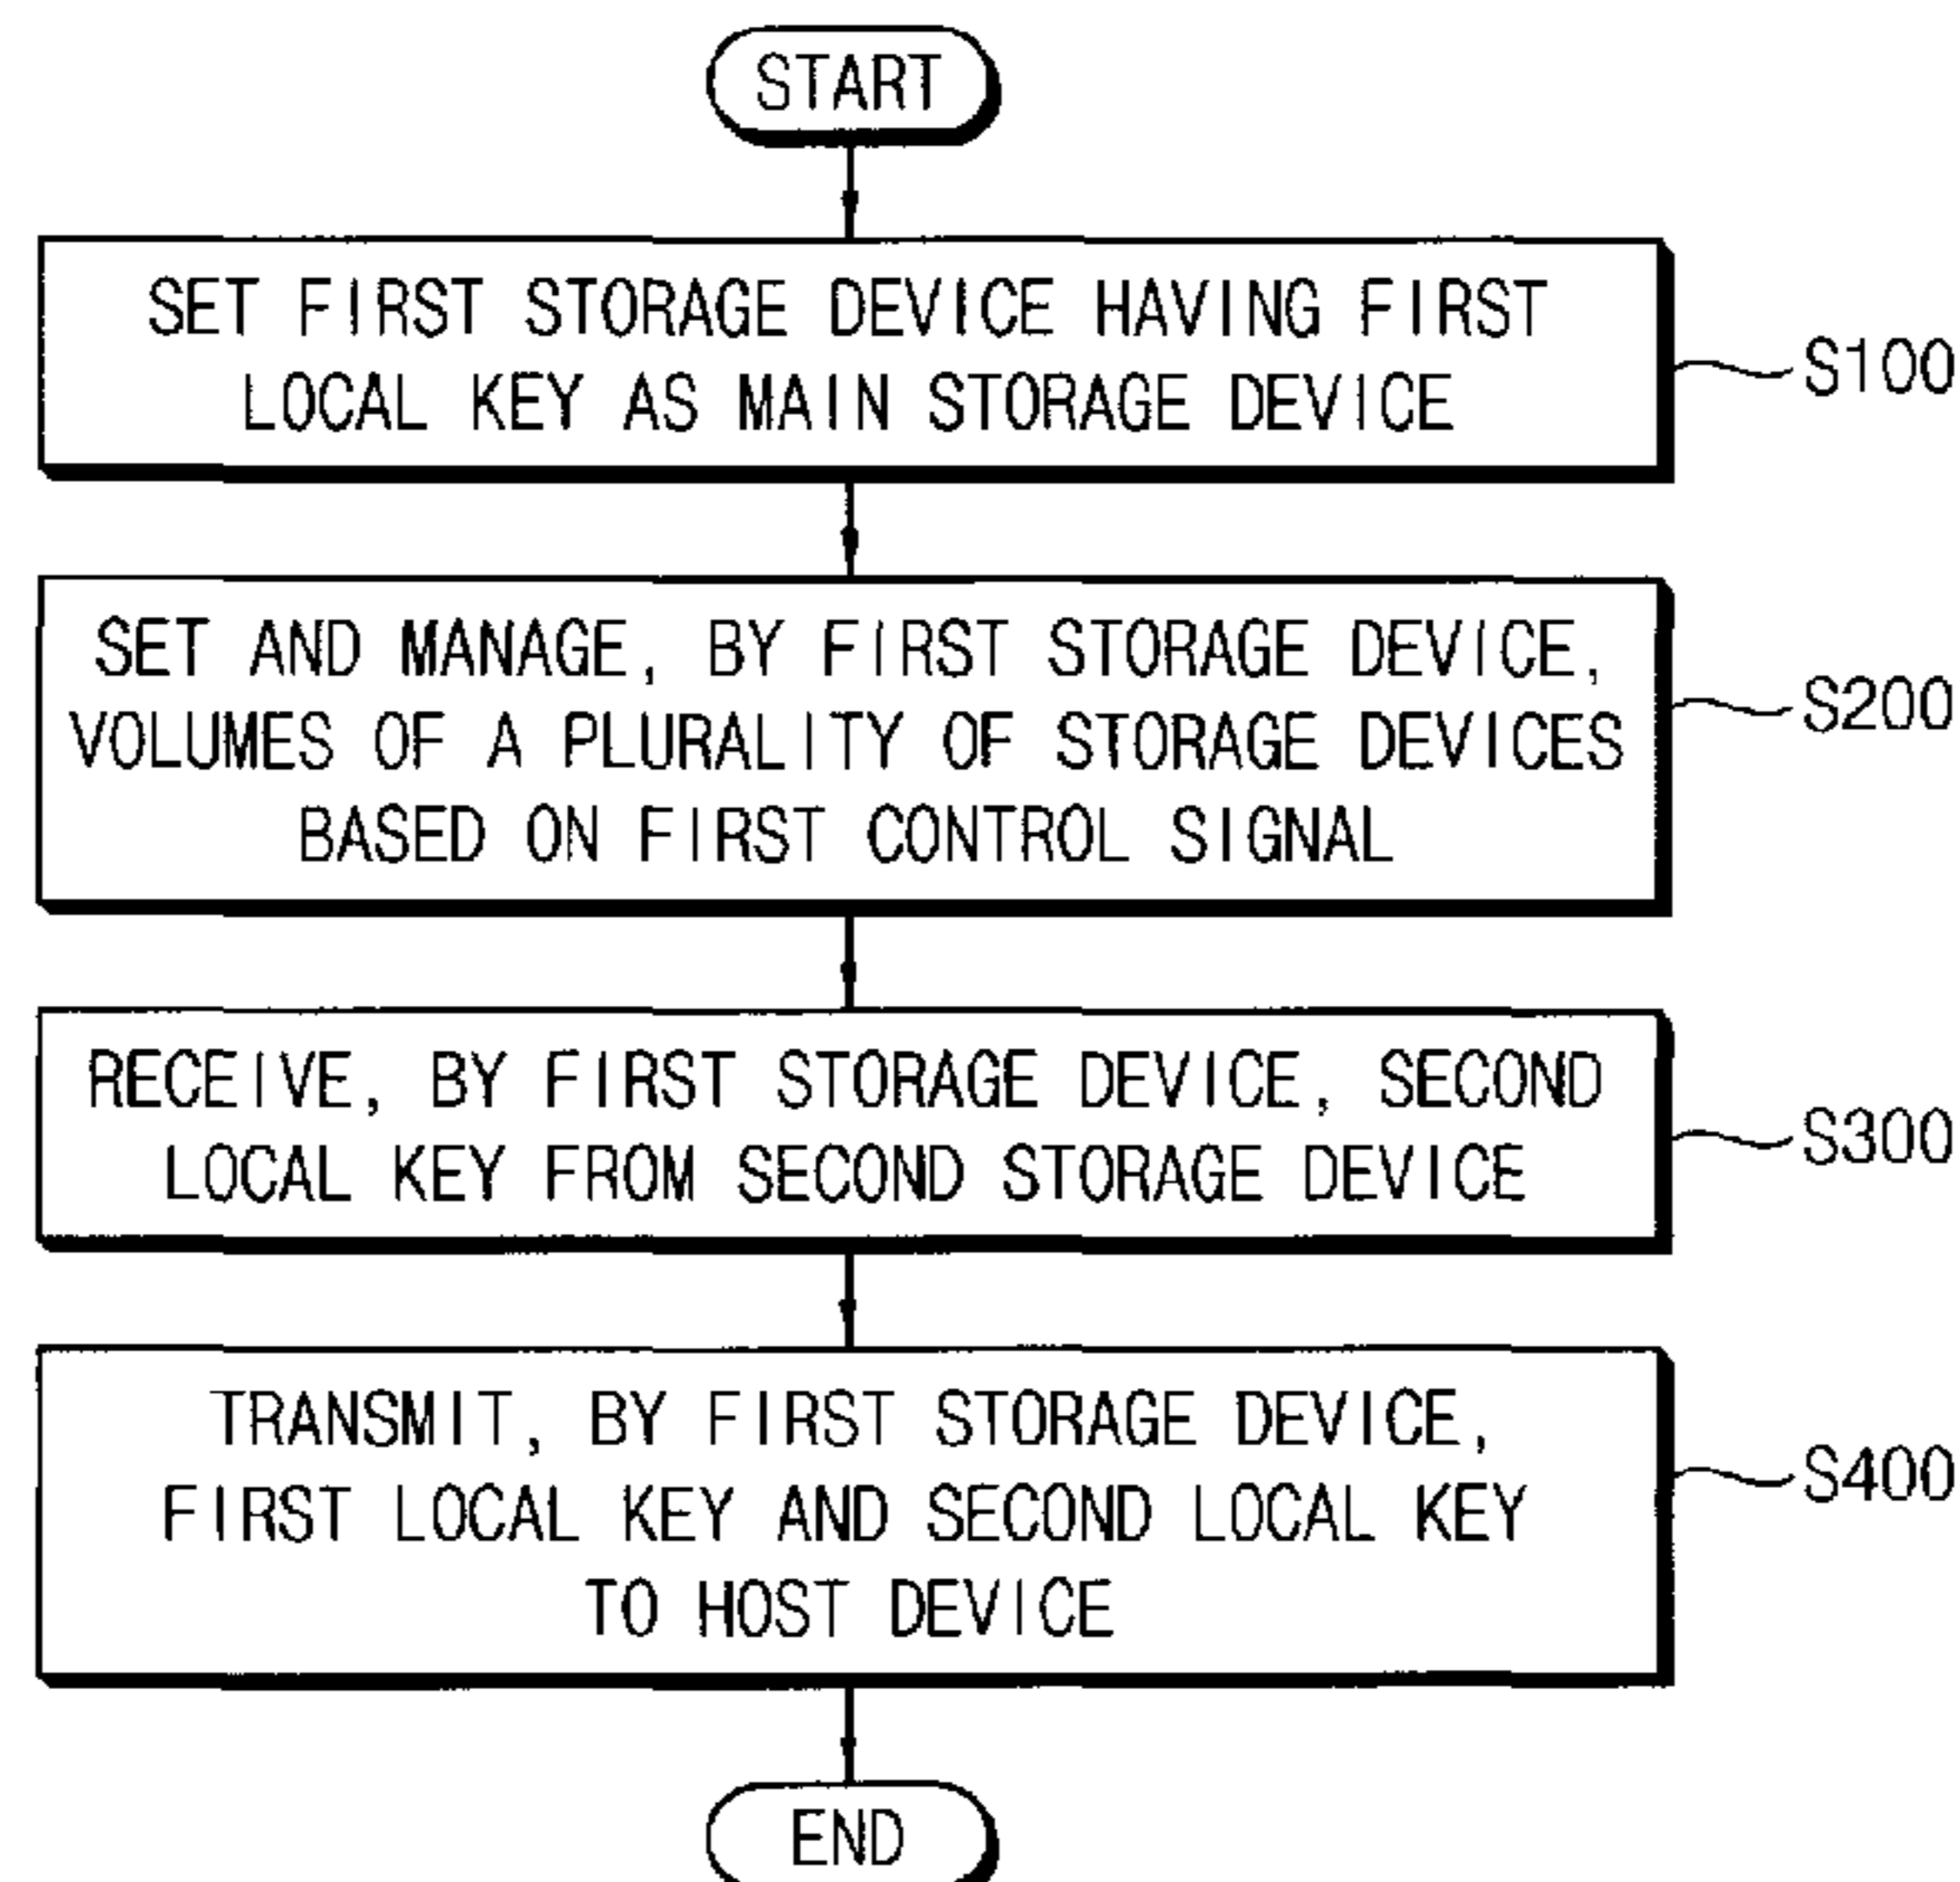 START
SET FIRST STORAGE DEVICE HAVING FIRST
LOCAL KEY AS MAIN STORAGE DEVICE
S100
SET AND MANAGE, BY FIRST STORAGE DEVICE,
VOLUMES OF A PLURALITY OF STORAGE DEVICES
BASED ON FIRST CONTROL SIGNAL
S200
RECEIVE, BY FIRST STORAGE DEVICE, SECOND
LOCAL KEY FROM SECOND STORAGE DEVICE
S300
TRANSMIT, BY FIRST STORAGE DEVICE,
FIRST LOCAL KEY AND SECOND LOCAL KEY
TO HOST DEVICE
S400
END